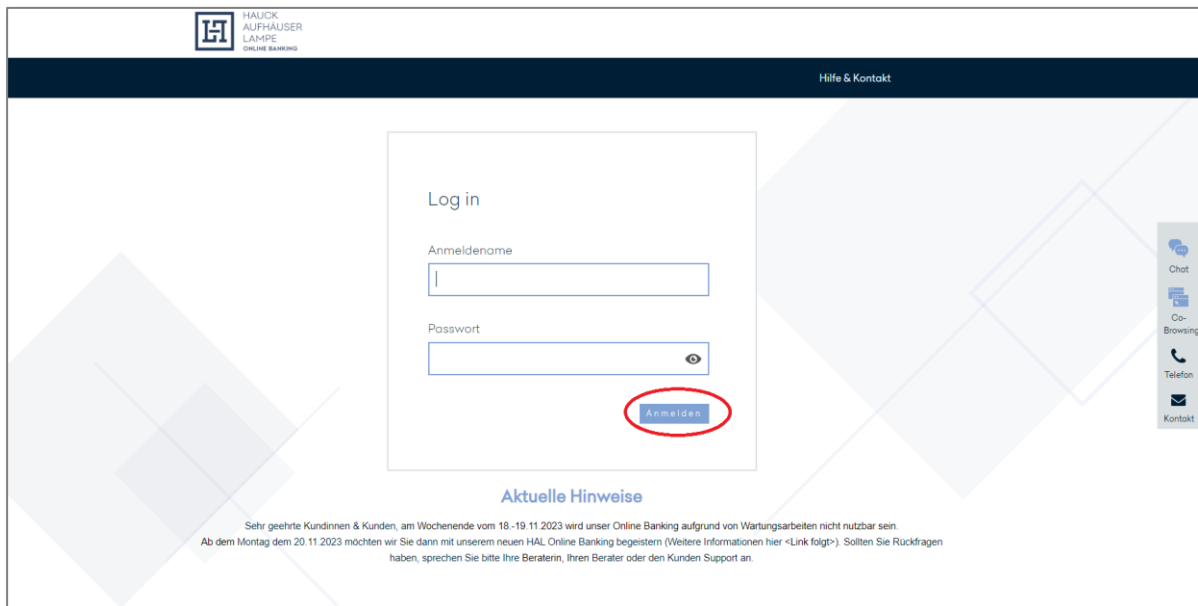 HAUCK
AUFHÄUSER
LAMPE
ONLINE BANKING
Hilfe & Kontakt
Log in
Anmeldename
Passwort
Anmelden
Chat
Co-
Browsing
Telefon
Kontakt
Aktuelle Hinweise
Sehr geehrte Kundinnen & Kunden, am Wochenende vom 18.-19.11.2023 wird unser Online Banking aufgrund von Wartungsarbeiten nicht nutzbar sein.
Ab dem Montag dem 20.11.2023 möchten wir Sie dann mit unserem neuen HAL Online Banking begeistern (Weitere Informationen hier <Link folgt>). Sollten Sie Rückfragen
haben, sprechen Sie bitte Ihre Beraterin, Ihren Berater oder den Kunden Support an.